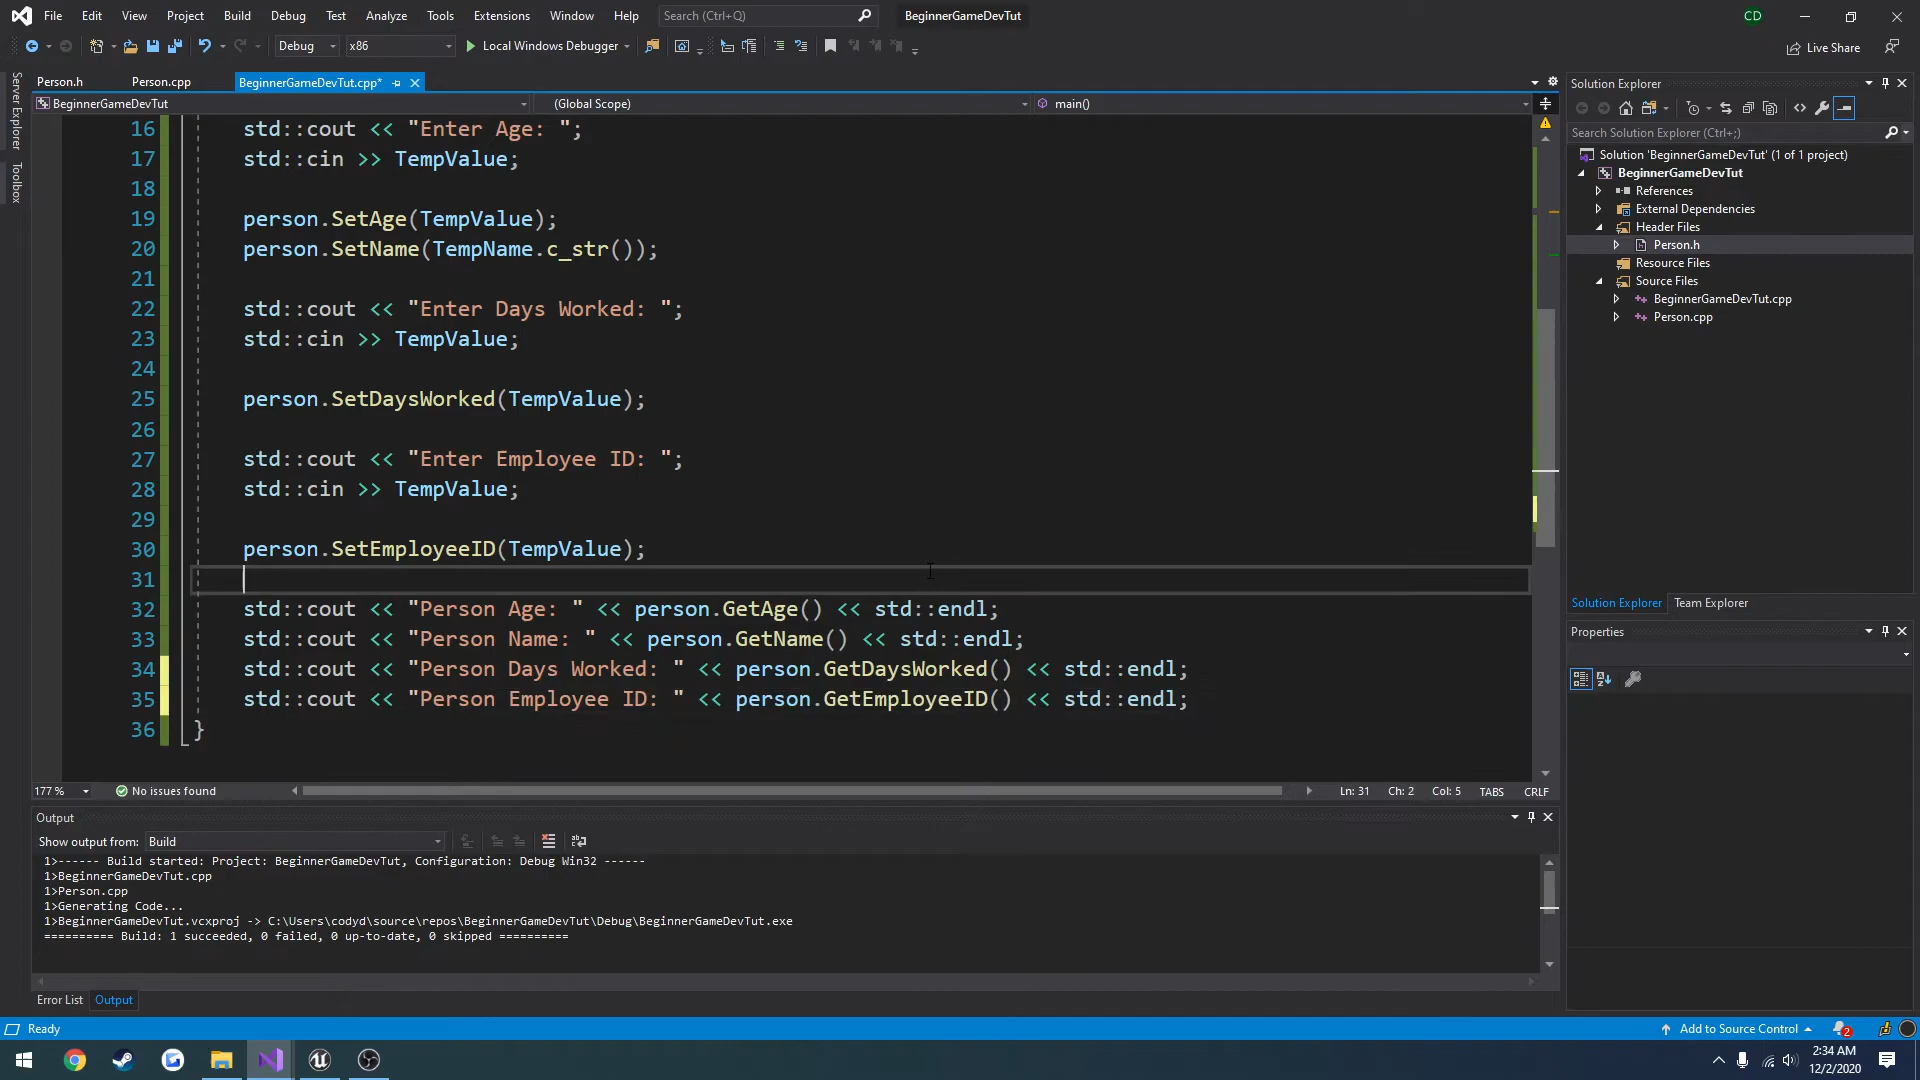 File Edit View Project Build Debug Test Analyze Tools Extensions Window Help Search (Ctrl+Q) BeginnerGameDevTut CD
Debug x86 Local Windows Debugger Live Share
Server Explorer
Toolbox
Person.h Person.cpp BeginnerGameDevTut.cpp*
BeginnerGameDevTut (Global Scope) main()
16 std::cout << "Enter Age: ";
17 std::cin >> TempValue;
18
19 person.SetAge(TempValue);
20 person.SetName(TempName.c_str());
21
22 std::cout << "Enter Days Worked: ";
23 std::cin >> TempValue;
24
25 person.SetDaysWorked(TempValue);
26
27 std::cout << "Enter Employee ID: ";
28 std::cin >> TempValue;
29
30 person.SetEmployeeID(TempValue);
31
32 std::cout << "Person Age: " << person.GetAge() << std::endl;
33 std::cout << "Person Name: " << person.GetName() << std::endl;
34 std::cout << "Person Days Worked: " << person.GetDaysWorked() << std::endl;
35 std::cout << "Person Employee ID: " << person.GetEmployeeID() << std::endl;
36 }
177 % No issues found Ln: 31 Ch: 2 Col: 5 TABS CRLF
Output
Show output from: Build
1>------ Build started: Project: BeginnerGameDevTut, Configuration: Debug Win32 ------
1>BeginnerGameDevTut.cpp
1>Person.cpp
1>Generating Code...
1>BeginnerGameDevTut.vcxproj -> C:\Users\codyd\source\repos\BeginnerGameDevTut\Debug\BeginnerGameDevTut.exe
========== Build: 1 succeeded, 0 failed, 0 up-to-date, 0 skipped ==========
Error List Output
Solution Explorer
Search Solution Explorer (Ctrl+;)
Solution 'BeginnerGameDevTut' (1 of 1 project)
BeginnerGameDevTut
References
External Dependencies
Header Files
Person.h
Resource Files
Source Files
BeginnerGameDevTut.cpp
Person.cpp
Solution Explorer Team Explorer
Properties
Ready Add to Source Control 2
2:34 AM
12/2/2020